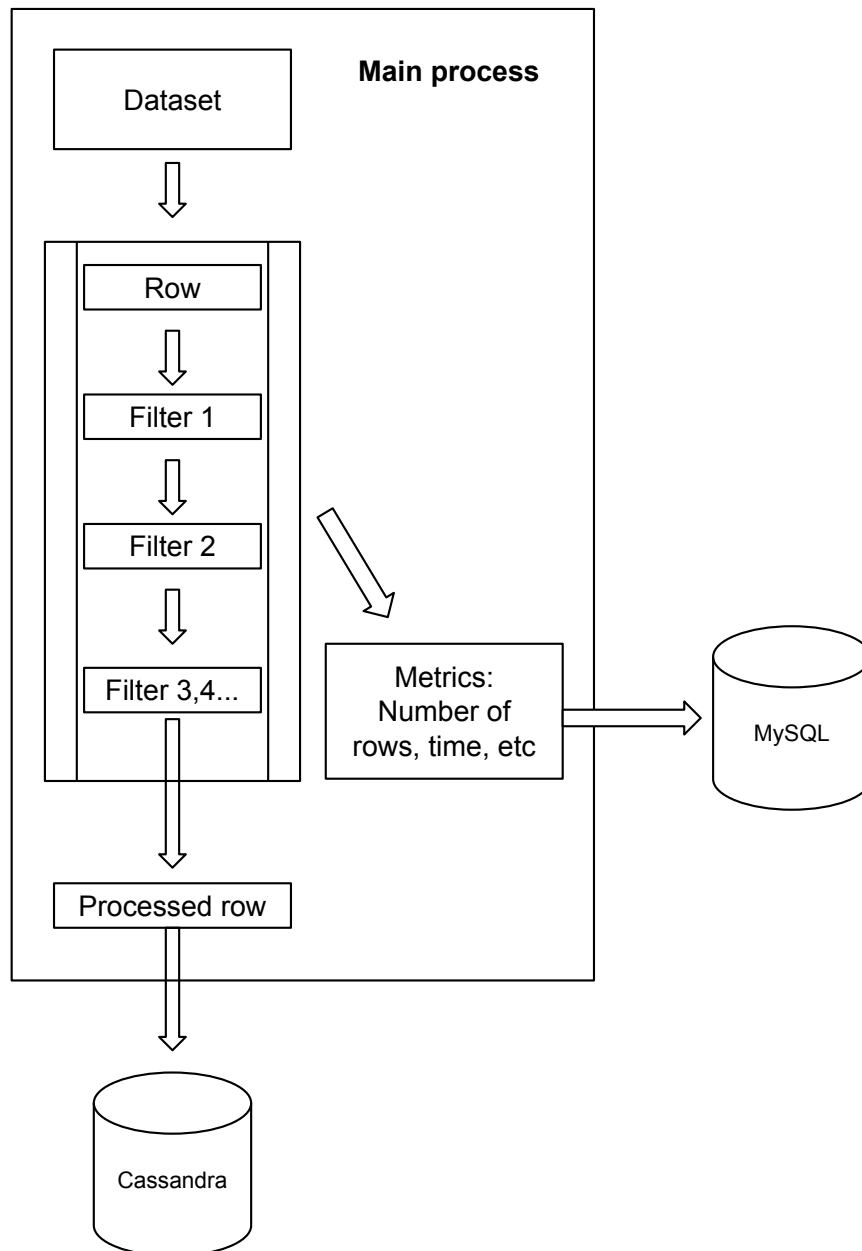 Main process
Dataset
Row
Filter 1
Filter 2
Filter 3,4...
Metrics:
Number of
rows, time, etc
MySQL
Processed row
Cassandra